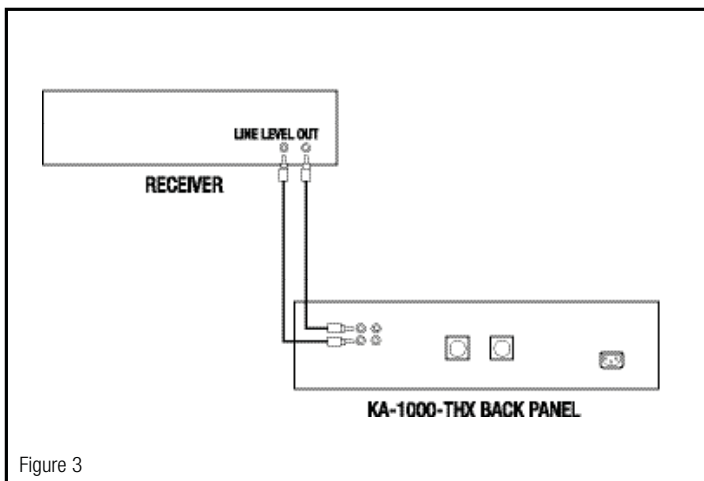 LINE LEVEL OUT
RECEIVER
KA-1000-THX BACK PANEL
Figure 3